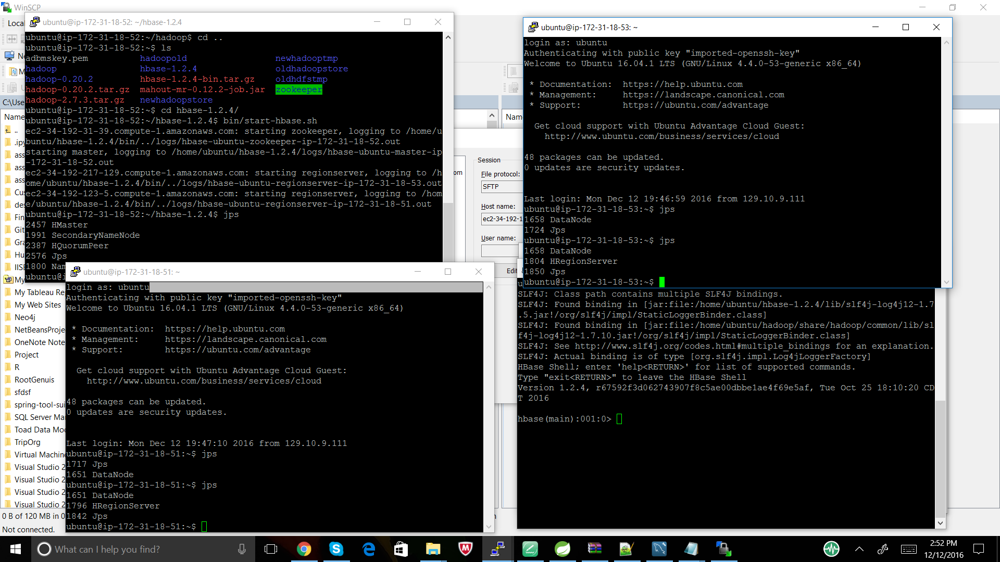 WinSCP
Loca
ubuntu@ip-172-31-18-52: ~/hbase-1.2.4
ubuntu@ip-172-31-18-52:~/hadoop$ cd ..
ubuntu@ip-172-31-18-52:~$ ls
adbmskey.pem hadoopold newhadooptmp
hadoop hbase-1.2.4 oldhadoopstore
hadoop-0.20.2 hbase-1.2.4-bin.tar.gz oldhdfstmp
hadoop-0.20.2.tar.gz mahout-mr-0.12.2-job.jar zookeeper
hadoop-2.7.3.tar.gz newhadoopstore
ubuntu@ip-172-31-18-52:~$ cd hbase-1.2.4/
ubuntu@ip-172-31-18-52:~/hbase-1.2.4$ bin/start-hbase.sh
ec2-34-192-31-39.compute-1.amazonaws.com: starting zookeeper, logging to /home/u
buntu/hbase-1.2.4/bin/../logs/hbase-ubuntu-zookeeper-ip-172-31-18-52.out
starting master, logging to /home/ubuntu/hbase-1.2.4/logs/hbase-ubuntu-master-ip
-172-31-18-52.out
ec2-34-192-217-129.compute-1.amazonaws.com: starting regionserver, logging to /h
ome/ubuntu/hbase-1.2.4/bin/../logs/hbase-ubuntu-regionserver-ip-172-31-18-53.out
ec2-34-192-123-5.compute-1.amazonaws.com: starting regionserver, logging to /hom
e/ubuntu/hbase-1.2.4/bin/../logs/hbase-ubuntu-regionserver-ip-172-31-18-51.out
ubuntu@ip-172-31-18-52:~/hbase-1.2.4$ jps
2457 HMaster
1991 SecondaryNameNode
2387 HQuorumPeer
2576 Jps
1800 Nam
ubuntu@i
ubuntu@ip-172-31-18-53: ~
login as: ubuntu
Authenticating with public key "imported-openssh-key"
Welcome to Ubuntu 16.04.1 LTS (GNU/Linux 4.4.0-53-generic x86_64)
* Documentation: https://help.ubuntu.com
* Management: https://landscape.canonical.com
* Support: https://ubuntu.com/advantage
Get cloud support with Ubuntu Advantage Cloud Guest:
http://www.ubuntu.com/business/services/cloud
48 packages can be updated.
0 updates are security updates.
Last login: Mon Dec 12 19:46:59 2016 from 129.10.9.111
ubuntu@ip-172-31-18-53:~$ jps
1658 DataNode
1724 Jps
ubuntu@ip-172-31-18-53:~$ jps
1658 DataNode
1804 HRegionServer
1850 Jps
ubuntu@ip-172-31-18-53:~$
Ne
M
C:\Use
Name
..
.ipy
ass
ass
ass
Cus
des
Fin
Git
Gra
Hu
IISE
My
My Tableau Re
My Web Sites
Neo4j
NetBeansProje
OneNote Note
Project
R
RootGenuis
sfdsf
spring-tool-sui
SQL Server Ma
Toad Data Mod
TripOrg
Virtual Machine
Visual Studio 2
Visual Studio 2
Visual Studio 2
Visual Studio 2
0 B of 120 MB in 0
Not connected.
Nam
om
Session
File protocol:
SFTP
Host name:
ec2-34-192-1
User name:
Edit
ubuntu@ip-172-31-18-51: ~
login as: ubuntu
Authenticating with public key "imported-openssh-key"
Welcome to Ubuntu 16.04.1 LTS (GNU/Linux 4.4.0-53-generic x86_64)
* Documentation: https://help.ubuntu.com
* Management: https://landscape.canonical.com
* Support: https://ubuntu.com/advantage
Get cloud support with Ubuntu Advantage Cloud Guest:
http://www.ubuntu.com/business/services/cloud
48 packages can be updated.
0 updates are security updates.
Last login: Mon Dec 12 19:47:10 2016 from 129.10.9.111
ubuntu@ip-172-31-18-51:~$ jps
1717 Jps
1651 DataNode
ubuntu@ip-172-31-18-51:~$ jps
1651 DataNode
1796 HRegionServer
1842 Jps
ubuntu@ip-172-31-18-51:~$
SLF4J: Class path contains multiple SLF4J bindings.
SLF4J: Found binding in [jar:file:/home/ubuntu/hbase-1.2.4/lib/slf4j-log4j12-1.7
.5.jar!/org/slf4j/impl/StaticLoggerBinder.class]
SLF4J: Found binding in [jar:file:/home/ubuntu/hadoop/share/hadoop/common/lib/sl
f4j-log4j12-1.7.10.jar!/org/slf4j/impl/StaticLoggerBinder.class]
SLF4J: See http://www.slf4j.org/codes.html#multiple_bindings for an explanation.
SLF4J: Actual binding is of type [org.slf4j.impl.Log4jLoggerFactory]
HBase Shell; enter 'help<RETURN>' for list of supported commands.
Type "exit<RETURN>" to leave the HBase Shell
Version 1.2.4, r67592f3d062743907f8c5ae00dbbe1ae4f69e5af, Tue Oct 25 18:10:20 CD
T 2016
hbase(main):001:0>
What can I help you find?
2:52 PM
12/12/2016